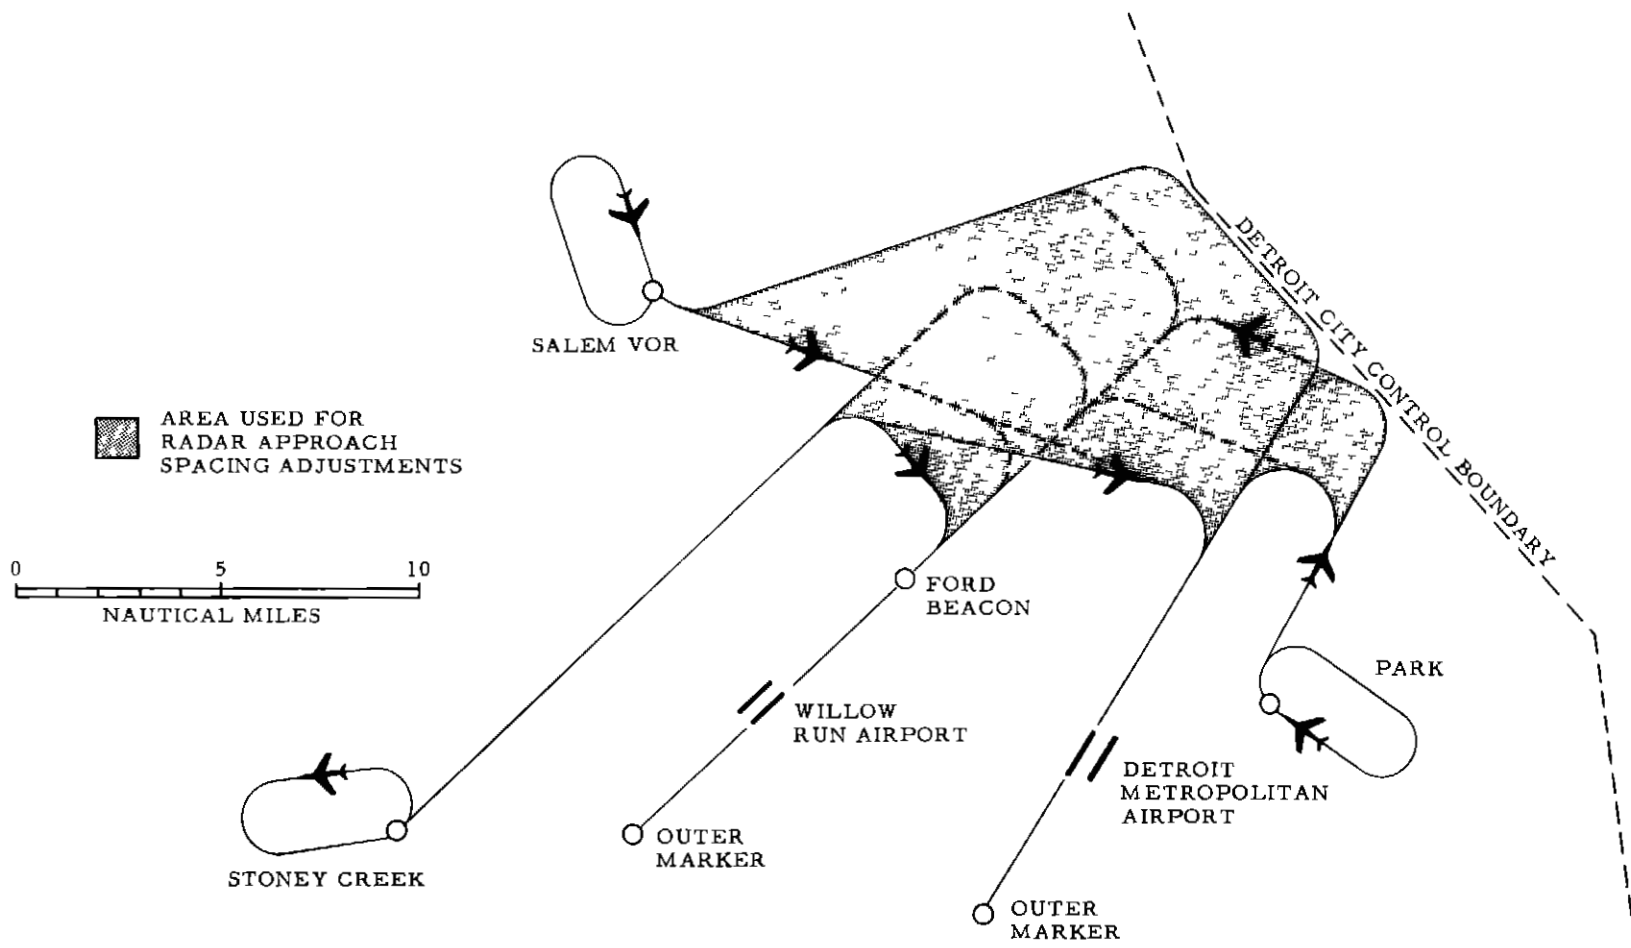 DETROIT CITY CONTROL BOUNDARY
SALEM VOR
AREA USED FOR
RADAR APPROACH
SPACING ADJUSTMENTS
0 5 10
NAUTICAL MILES
FORD
BEACON
PARK
WILLOW
RUN AIRPORT
DETROIT
METROPOLITAN
AIRPORT
OUTER
MARKER
STONEY CREEK
OUTER
MARKER